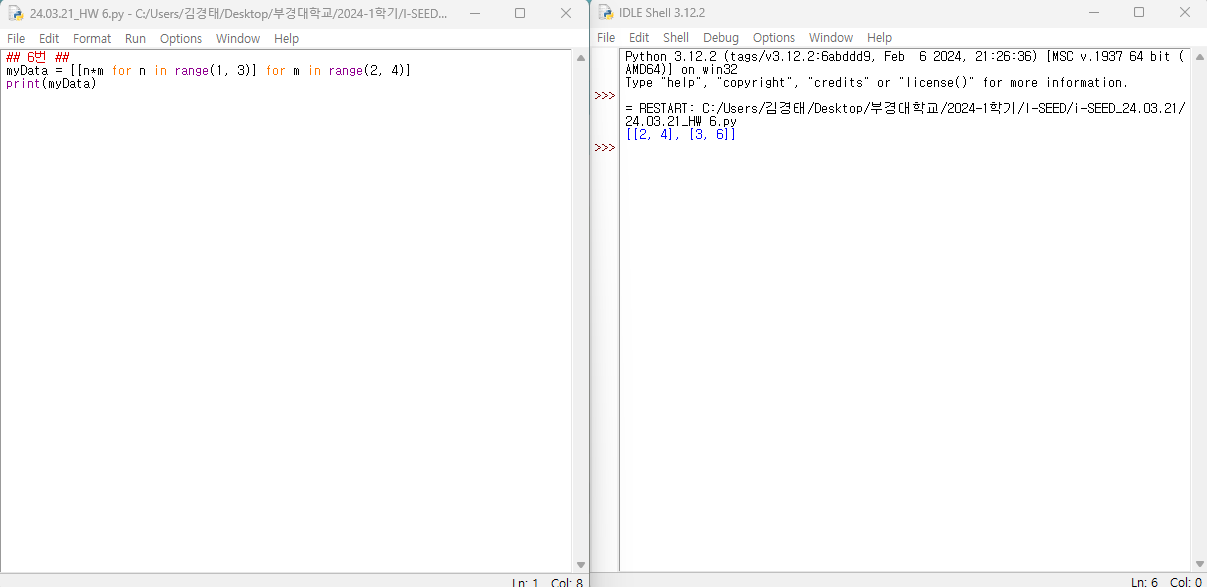 24.03.21_HW 6.py - C:/Users/김경태/Desktop/부경대학교/2024-1학기/I-SEED...
File Edit Format Run Options Window Help
## 6번 ##
myData = [[n*m for n in range(1, 3)] for m in range(2, 4)]
print(myData)
Ln: 1 Col: 8
IDLE Shell 3.12.2
File Edit Shell Debug Options Window Help
Python 3.12.2 (tags/v3.12.2:6abddd9, Feb  6 2024, 21:26:36) [MSC v.1937 64 bit (
AMD64)] on win32
Type "help", "copyright", "credits" or "license()" for more information.
>>>
= RESTART: C:/Users/김경태/Desktop/부경대학교/2024-1학기/I-SEED/i-SEED_24.03.21/
24.03.21_HW 6.py
[[2, 4], [3, 6]]
>>>
Ln: 6 Col: 0